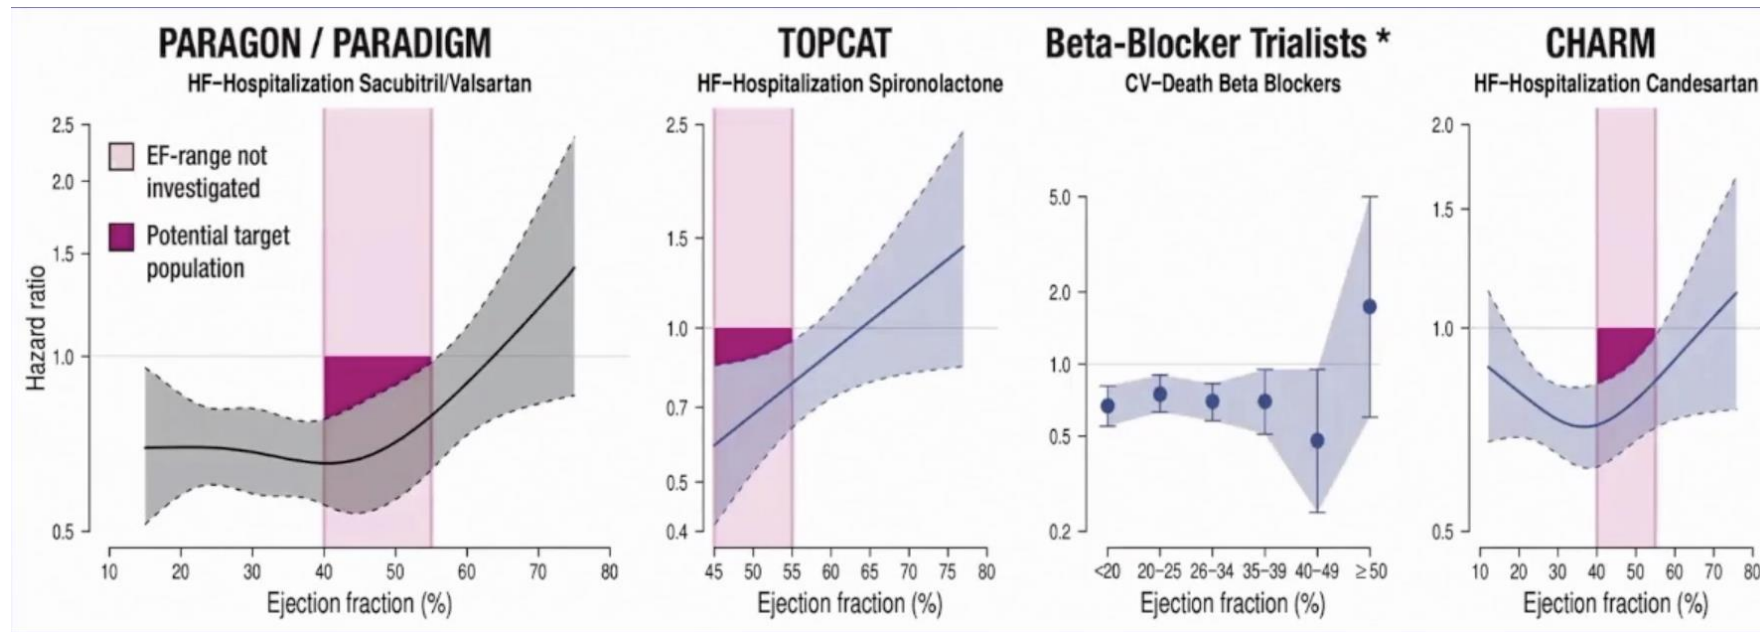 PARAGON / PARADIGM
HF–Hospitalization Sacubitril/Valsartan
Hazard ratio
2.5
2.0
1.5
1.0
0.5
EF-range not
investigated
Potential target
population
10 20 30 40 50 60 70 80
Ejection fraction (%)
TOPCAT
HF–Hospitalization Spironolactone
2.5
1.5
1.0
0.7
0.5
0.4
45 50 55 60 65 70 75 80
Ejection fraction (%)
Beta-Blocker Trialists *
CV–Death Beta Blockers
5.0
2.0
1.0
0.5
0.2
<20 20–25 26–34 35–39 40–49 ≥50
Ejection fraction (%)
CHARM
HF–Hospitalization Candesartan
2.0
1.5
1.0
0.5
10 20 30 40 50 60 70 80
Ejection fraction (%)